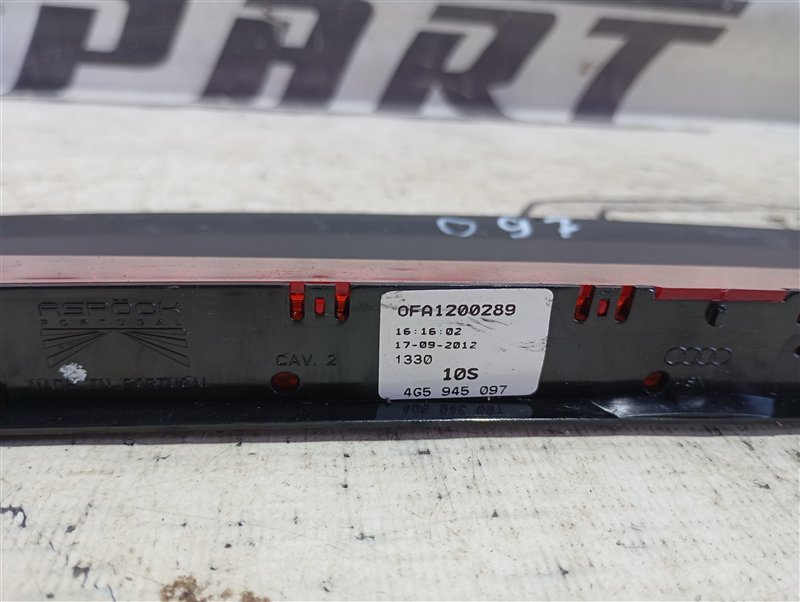 PART
097
ASPÖCK
PORTUGAL
MADE IN PORTUGAL
CAV. 2
OFA1200289
16:16:02
17-09-2012
1330
10S
4G5 945 097